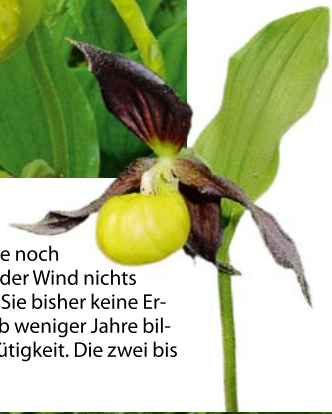 e noch
der Wind nichts
Sie bisher keine Er-
b weniger Jahre bil-
ütigkeit. Die zwei bis